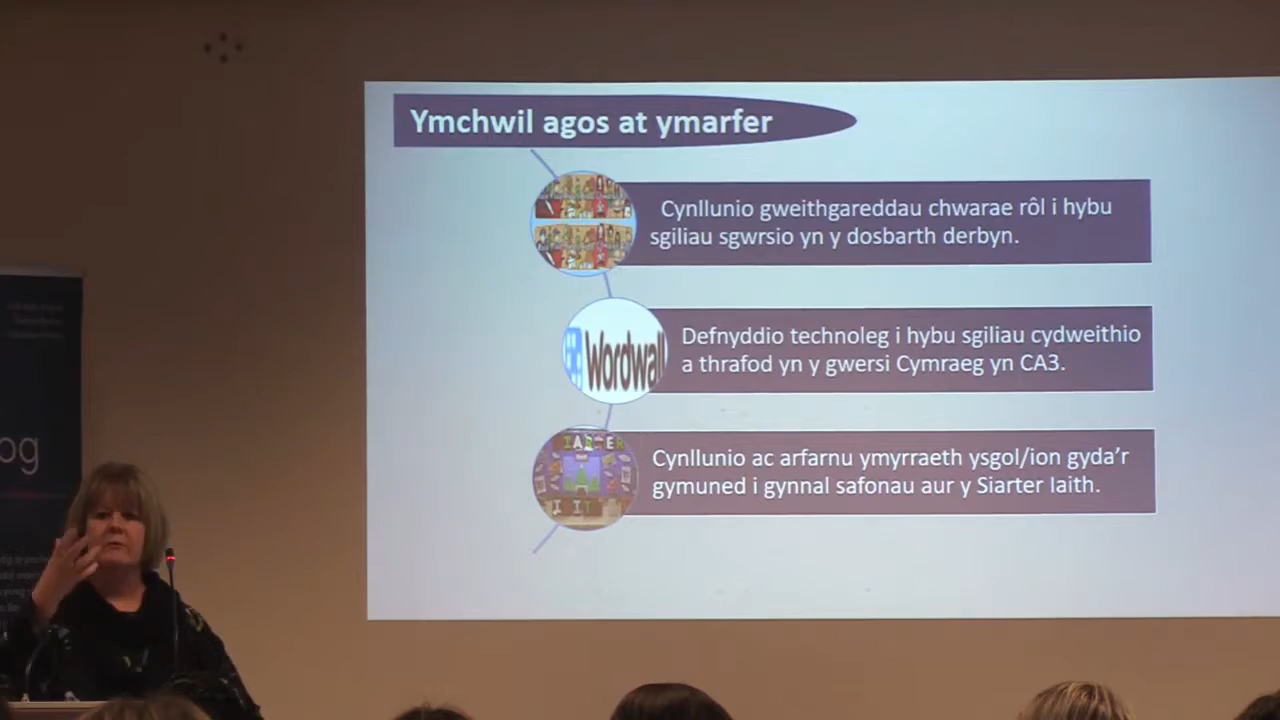 Ymchwil agos at ymarfer
Cynllunio gweithgareddau chwarae rôl i hybu
sgiliau sgwrsio yn y dosbarth derbyn.
Wordwall
Defnyddio technoleg i hybu sgiliau cydweithio
a thrafod yn y gwersi Cymraeg yn CA3.
Cynllunio ac arfarnu ymyrraeth ysgol/ion gyda'r
gymuned i gynnal safonau aur y Siarter Iaith.
og